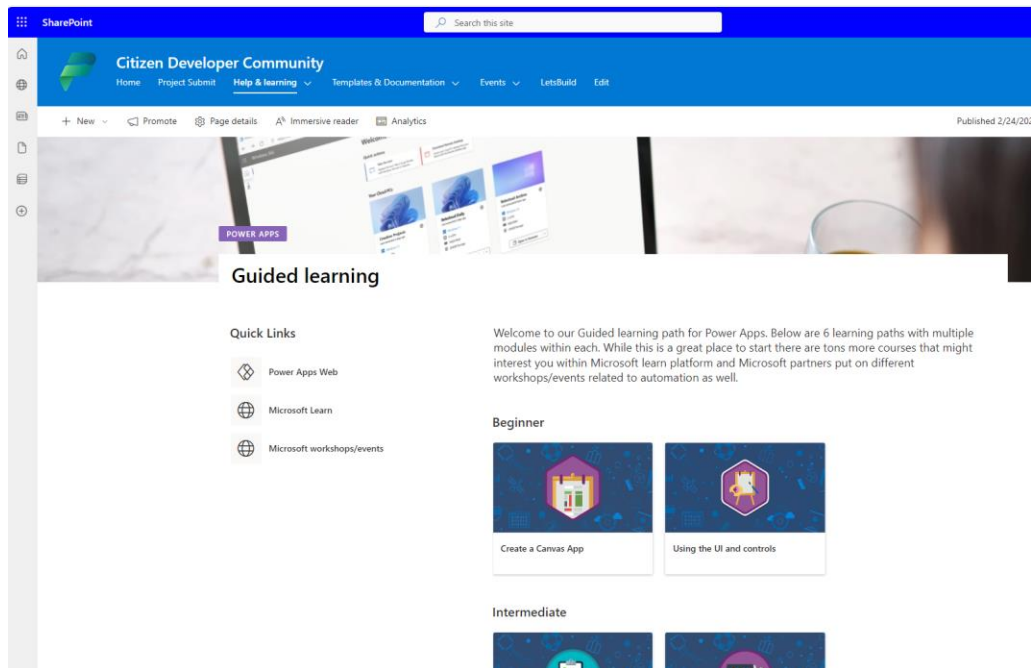 SharePoint
Search this site
Citizen Developer Community
Home Project Submit Help & learning Templates & Documentation Events LetsBuild Edit
New Promote Page details Immersive reader Analytics
Published 2/24/202
POWER APPS
Guided learning
Quick Links
Power Apps Web
Microsoft Learn
Microsoft workshops/events
Welcome to our Guided learning path for Power Apps. Below are 6 learning paths with multiple
modules within each. While this is a great place to start there are tons more courses that might
interest you within Microsoft learn platform and Microsoft partners put on different
workshops/events related to automation as well.
Beginner
Create a Canvas App
Using the UI and controls
Intermediate